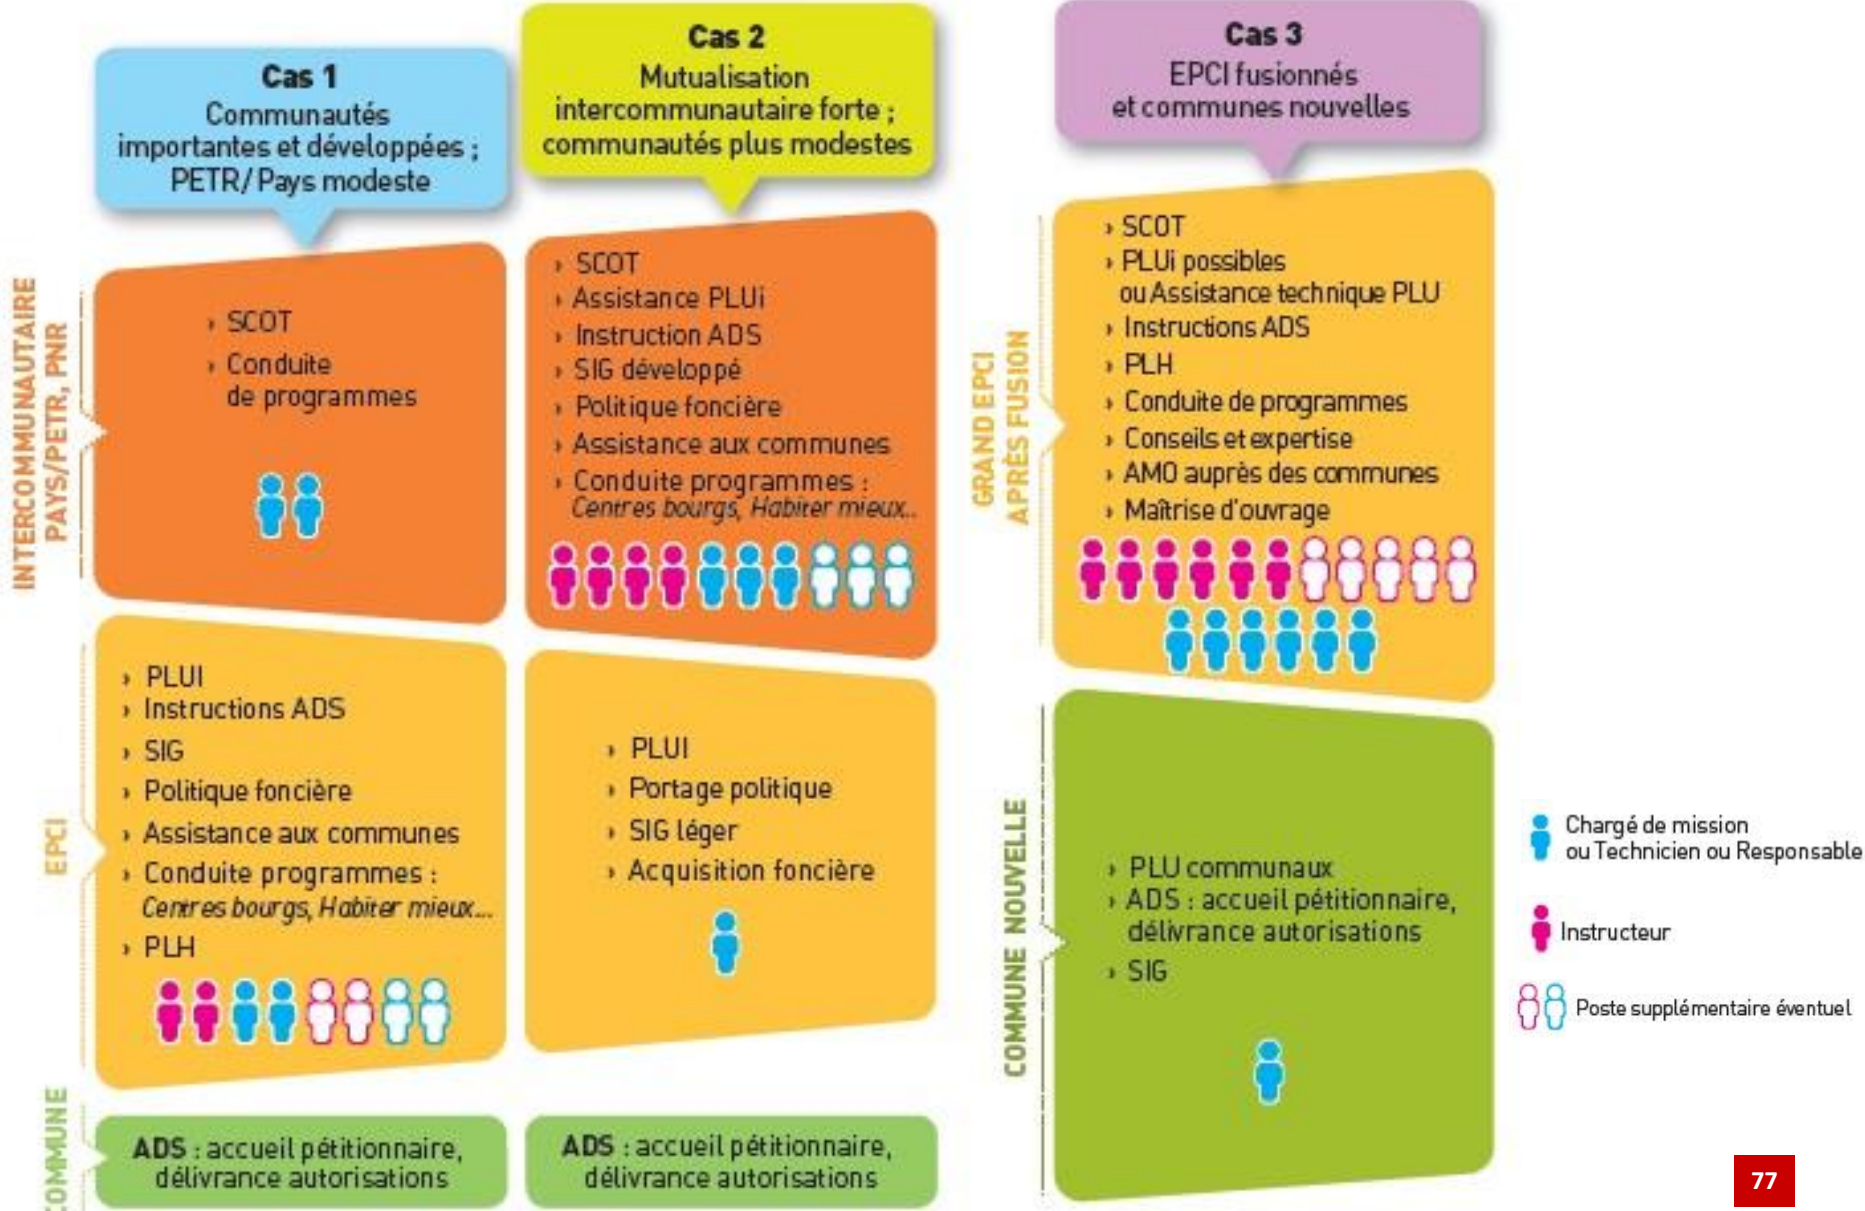 Cas 1
Communautés
importantes et développées ;
PETR/ Pays modeste
Cas 2
Mutualisation
intercommunautaire forte ;
communautés plus modestes
Cas 3
EPCI fusionnés
et communes nouvelles
INTERCOMMUNAUTAIRE
PAYS/PETR, PNR
› SCOT
› Conduite
de programmes
› SCOT
› Assistance PLUi
› Instruction ADS
› SIG développé
› Politique foncière
› Assistance aux communes
› Conduite programmes :
Centres bourgs, Habiter mieux...
GRAND EPCI
APRÈS FUSION
› SCOT
› PLUi possibles
ou Assistance technique PLU
› Instructions ADS
› PLH
› Conduite de programmes
› Conseils et expertise
› AMO auprès des communes
› Maîtrise d'ouvrage
EPCI
› PLUI
› Instructions ADS
› SIG
› Politique foncière
› Assistance aux communes
› Conduite programmes :
Centres bourgs, Habiter mieux...
› PLH
› PLUI
› Portage politique
› SIG léger
› Acquisition foncière
COMMUNE NOUVELLE
› PLU communaux
› ADS : accueil pétitionnaire,
délivrance autorisations
› SIG
COMMUNE
ADS : accueil pétitionnaire,
délivrance autorisations
ADS : accueil pétitionnaire,
délivrance autorisations
Chargé de mission
ou Technicien ou Responsable
Instructeur
Poste supplémentaire éventuel
77